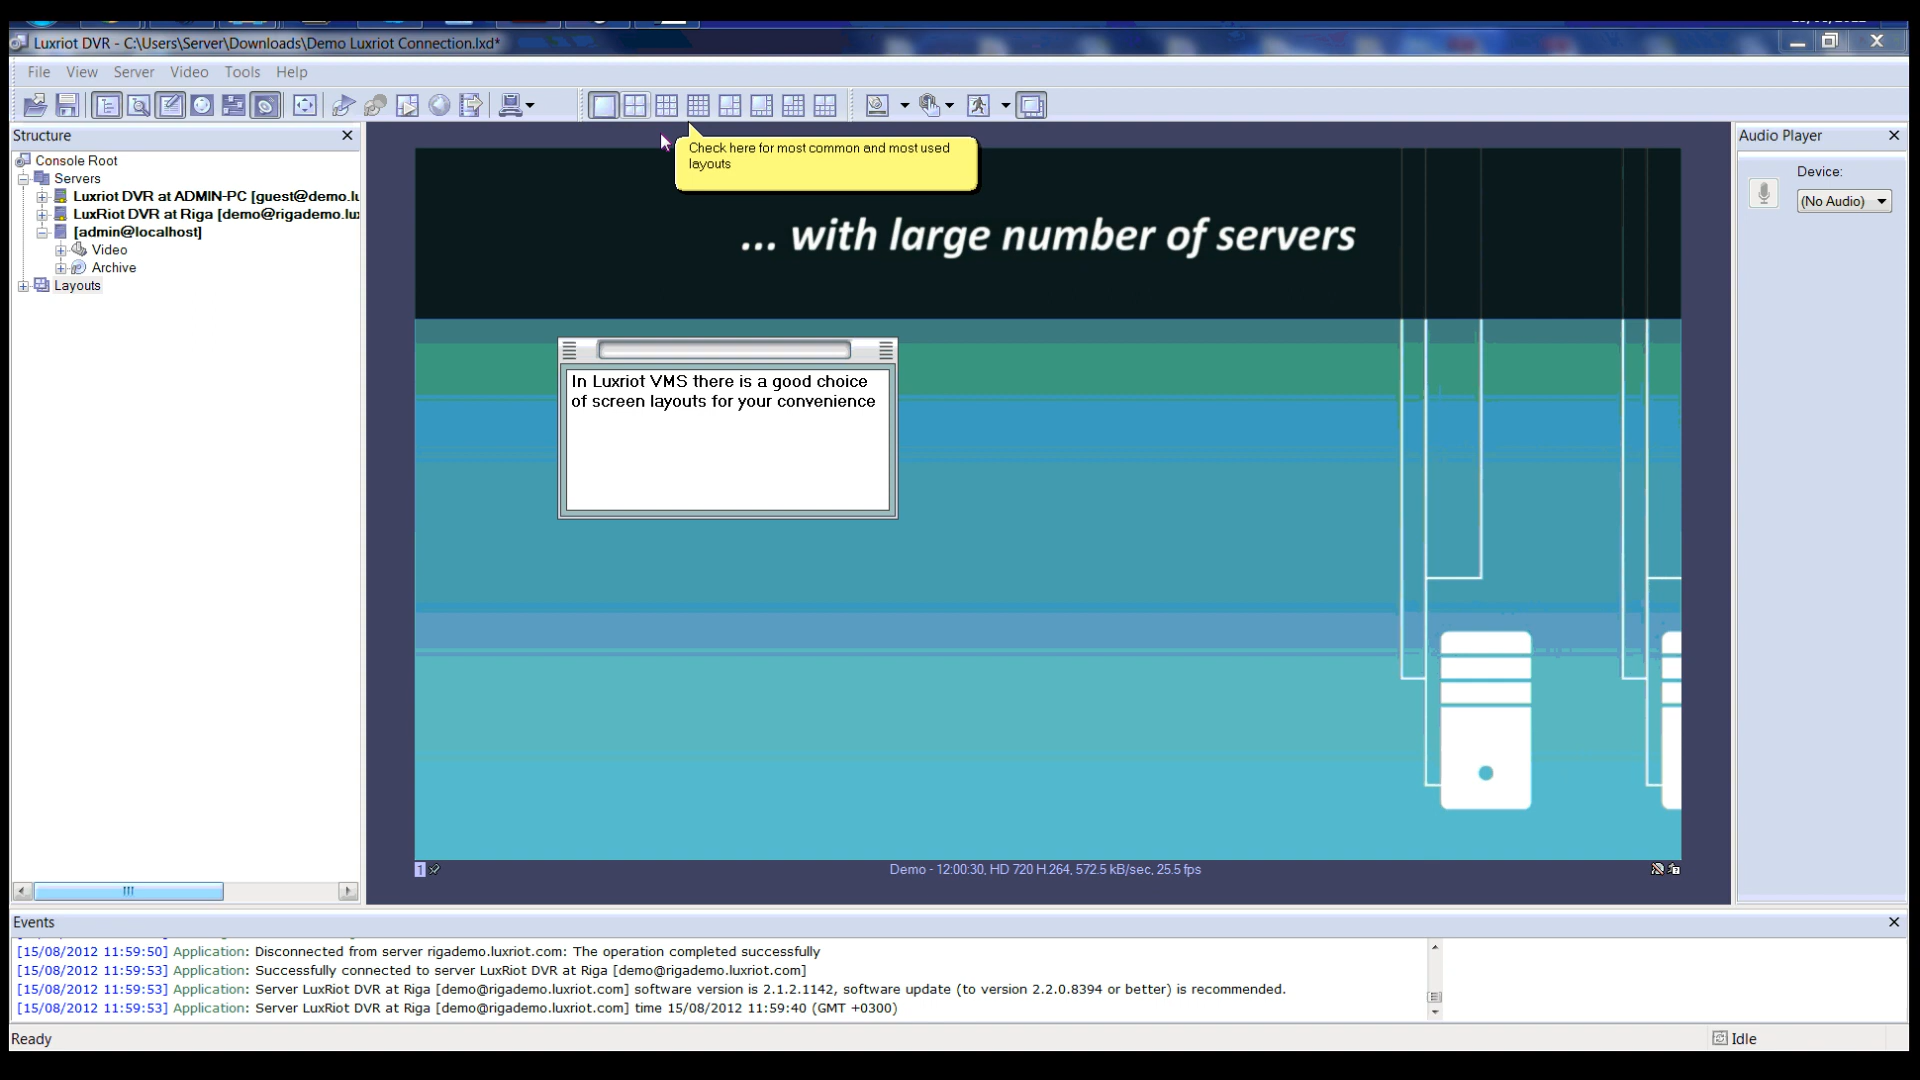 Luxriot DVR - C:\Users\Server\Downloads\Demo Luxriot Connection.lxd*
File View Server Video Tools Help
Structure
Console Root
Servers
Luxriot DVR at ADMIN-PC [guest@demo.lu
LuxRiot DVR at Riga [demo@rigademo.lux
[admin@localhost]
Video
Archive
Layouts
Check here for most common and most used
layouts
... with large number of servers
In Luxriot VMS there is a good choice
of screen layouts for your convenience
1
Demo - 12:00:30, HD 720 H.264, 572.5 kB/sec, 25.5 fps
Audio Player
Device:
(No Audio)
Events
[15/08/2012 11:59:50] Application: Disconnected from server rigademo.luxriot.com: The operation completed successfully
[15/08/2012 11:59:53] Application: Successfully connected to server LuxRiot DVR at Riga [demo@rigademo.luxriot.com]
[15/08/2012 11:59:53] Application: Server LuxRiot DVR at Riga [demo@rigademo.luxriot.com] software version is 2.1.2.1142, software update (to version 2.2.0.8394 or better) is recommended.
[15/08/2012 11:59:53] Application: Server LuxRiot DVR at Riga [demo@rigademo.luxriot.com] time 15/08/2012 11:59:40 (GMT +0300)
Ready
Idle